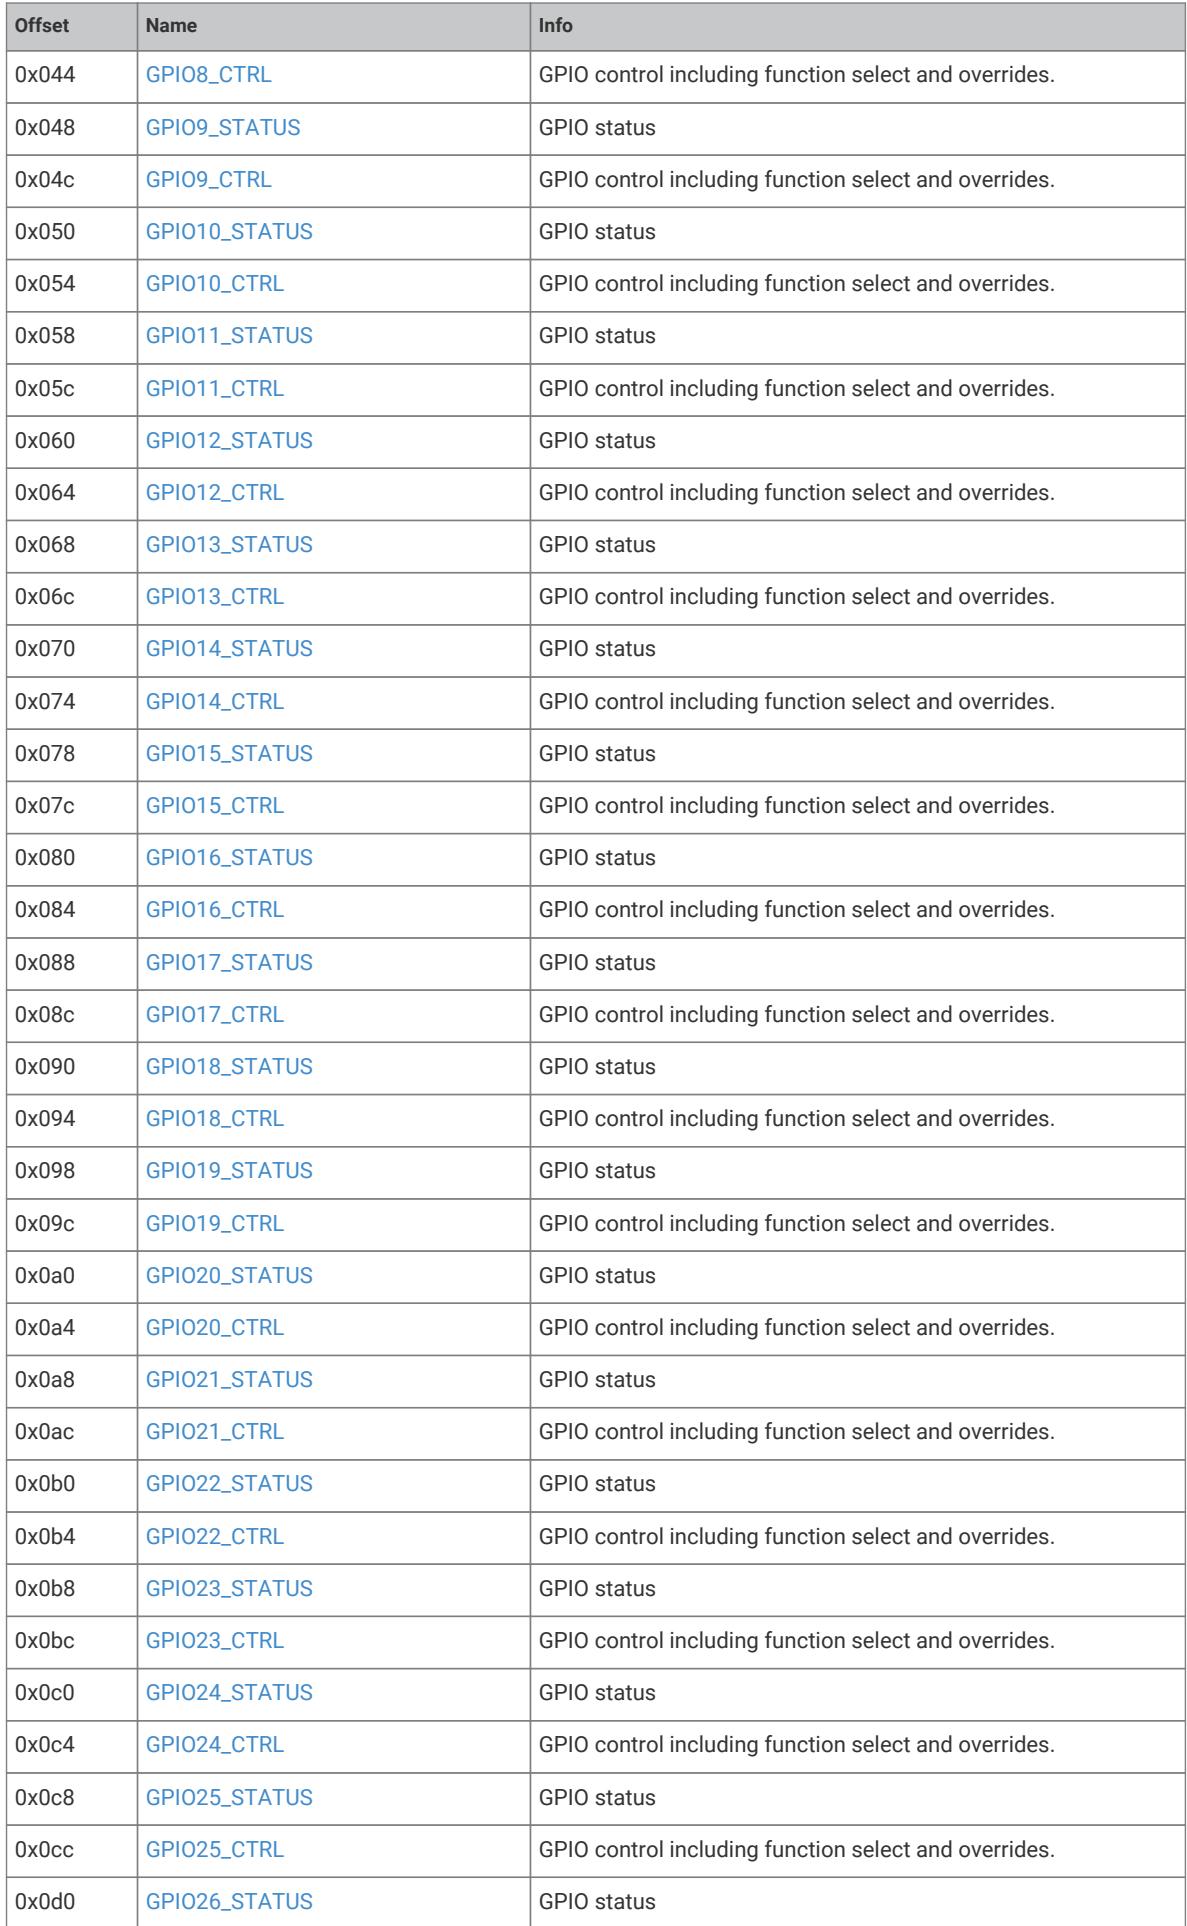 Offset Name Info
0x044 GPIO8_CTRL GPIO control including function select and overrides.
0x048 GPIO9_STATUS GPIO status
0x04c GPIO9_CTRL GPIO control including function select and overrides.
0x050 GPIO10_STATUS GPIO status
0x054 GPIO10_CTRL GPIO control including function select and overrides.
0x058 GPIO11_STATUS GPIO status
0x05c GPIO11_CTRL GPIO control including function select and overrides.
0x060 GPIO12_STATUS GPIO status
0x064 GPIO12_CTRL GPIO control including function select and overrides.
0x068 GPIO13_STATUS GPIO status
0x06c GPIO13_CTRL GPIO control including function select and overrides.
0x070 GPIO14_STATUS GPIO status
0x074 GPIO14_CTRL GPIO control including function select and overrides.
0x078 GPIO15_STATUS GPIO status
0x07c GPIO15_CTRL GPIO control including function select and overrides.
0x080 GPIO16_STATUS GPIO status
0x084 GPIO16_CTRL GPIO control including function select and overrides.
0x088 GPIO17_STATUS GPIO status
0x08c GPIO17_CTRL GPIO control including function select and overrides.
0x090 GPIO18_STATUS GPIO status
0x094 GPIO18_CTRL GPIO control including function select and overrides.
0x098 GPIO19_STATUS GPIO status
0x09c GPIO19_CTRL GPIO control including function select and overrides.
0x0a0 GPIO20_STATUS GPIO status
0x0a4 GPIO20_CTRL GPIO control including function select and overrides.
0x0a8 GPIO21_STATUS GPIO status
0x0ac GPIO21_CTRL GPIO control including function select and overrides.
0x0b0 GPIO22_STATUS GPIO status
0x0b4 GPIO22_CTRL GPIO control including function select and overrides.
0x0b8 GPIO23_STATUS GPIO status
0x0bc GPIO23_CTRL GPIO control including function select and overrides.
0x0c0 GPIO24_STATUS GPIO status
0x0c4 GPIO24_CTRL GPIO control including function select and overrides.
0x0c8 GPIO25_STATUS GPIO status
0x0cc GPIO25_CTRL GPIO control including function select and overrides.
0x0d0 GPIO26_STATUS GPIO status